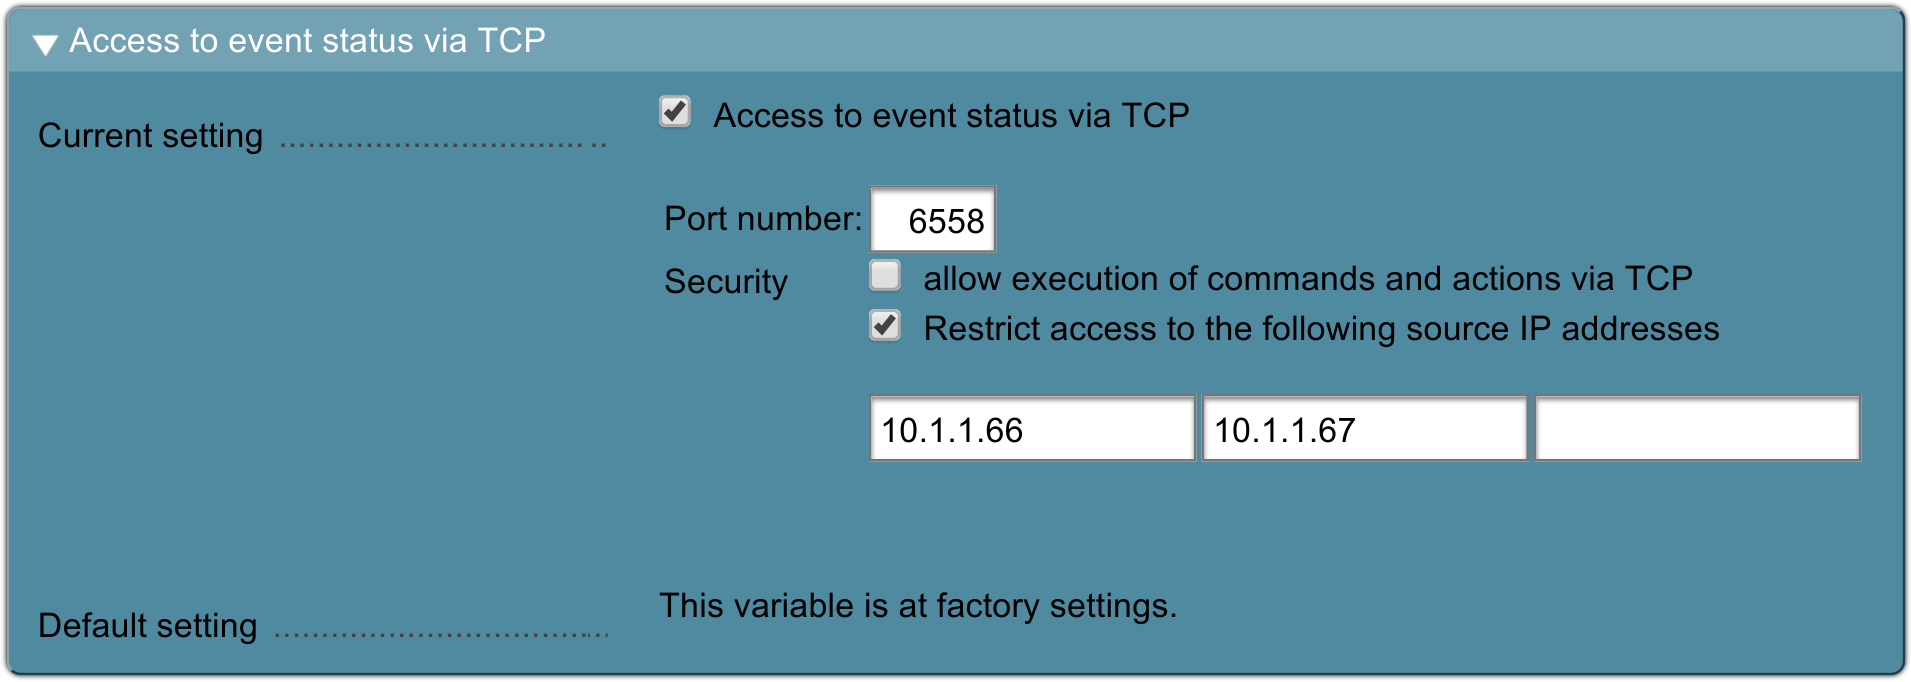 Access to event status via TCP
Current setting ................................. ..
Access to event status via TCP
Port number: 6558
Security
allow execution of commands and actions via TCP
Restrict access to the following source IP addresses
10.1.1.66 10.1.1.67
Default setting ...................................
This variable is at factory settings.